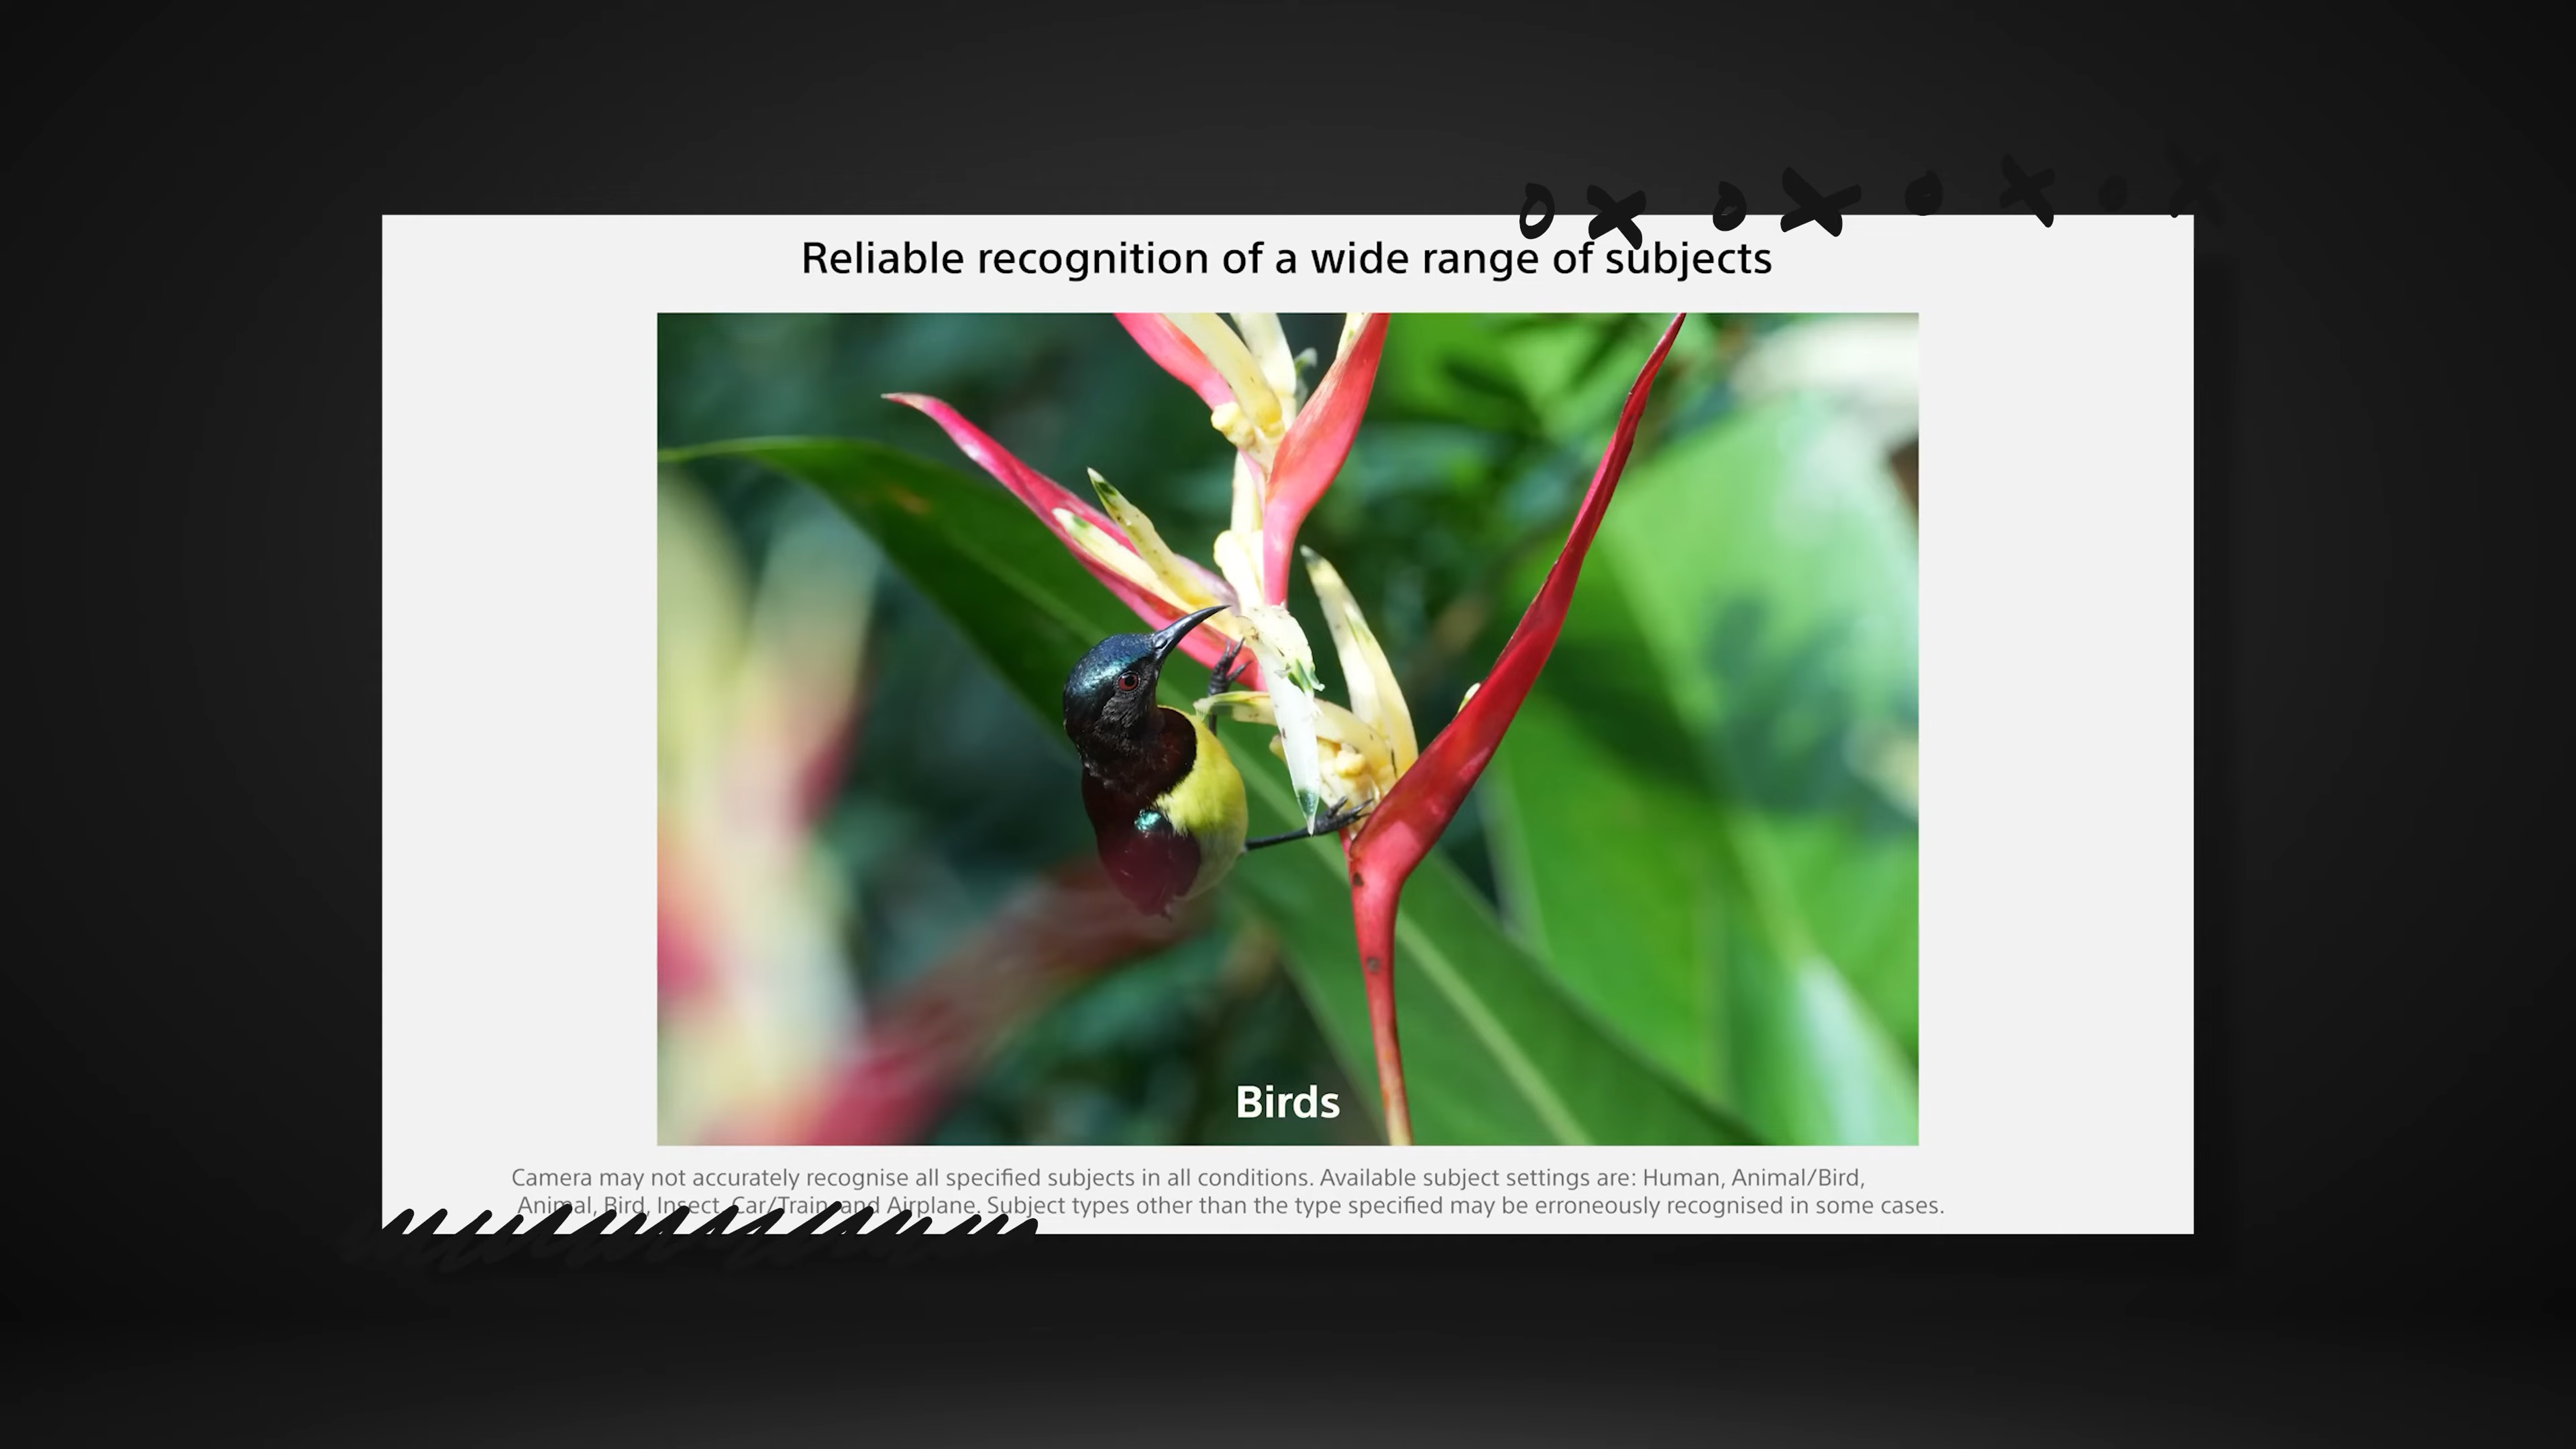 o x o x o x o x
Reliable recognition of a wide range of subjects
Birds
Camera may not accurately recognise all specified subjects in all conditions. Available subject settings are: Human, Animal/Bird,
Animal, Bird, Insect, Car/Train, and Airplane. Subject types other than the type specified may be erroneously recognised in some cases.